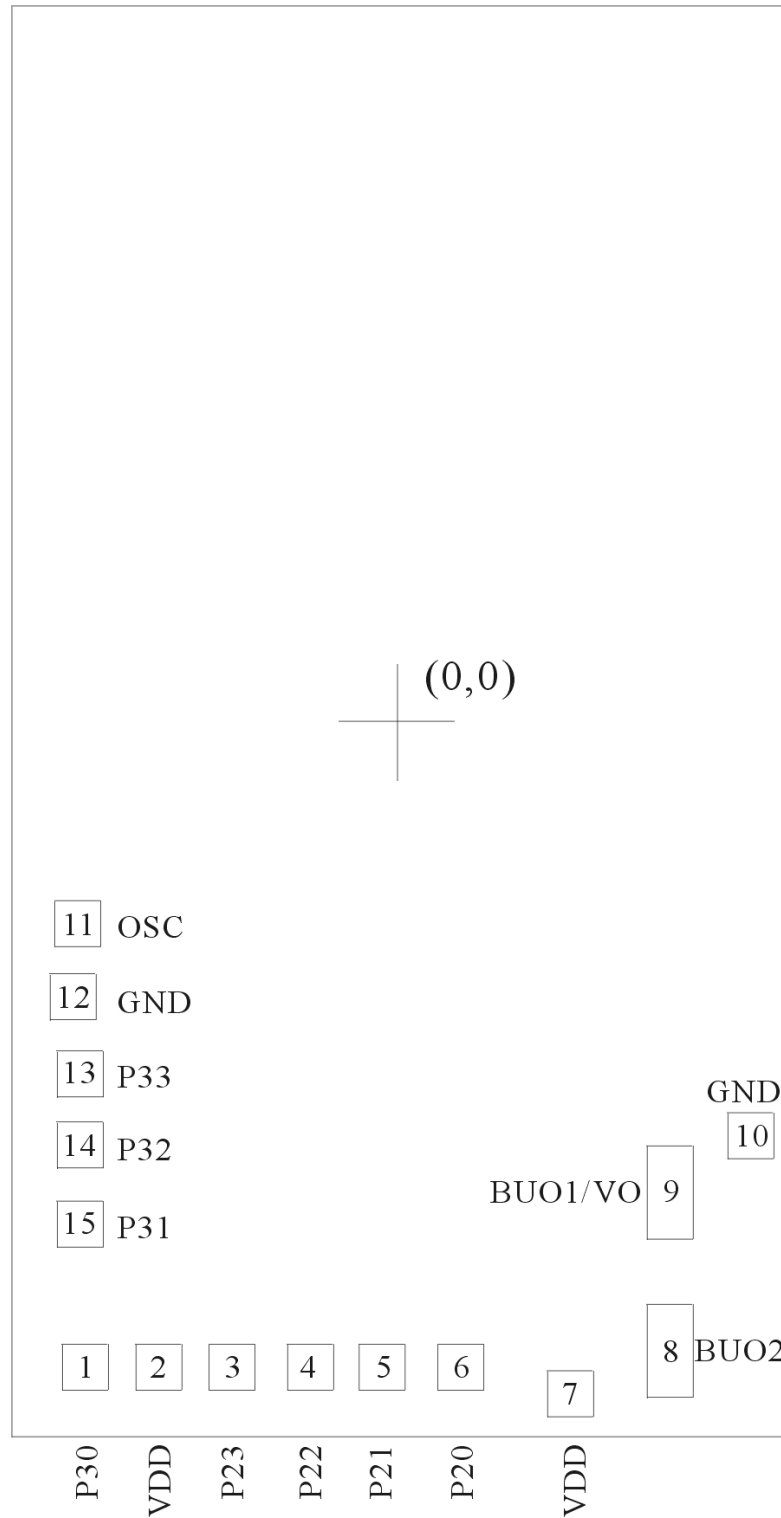 (0,0)
11 OSC
12 GND
13 P33
GND
10
14 P32
BUO1/VO 9
15 P31
8 BUO2
1 2 3 4 5 6 7
P30 VDD P23 P22 P21 P20 VDD